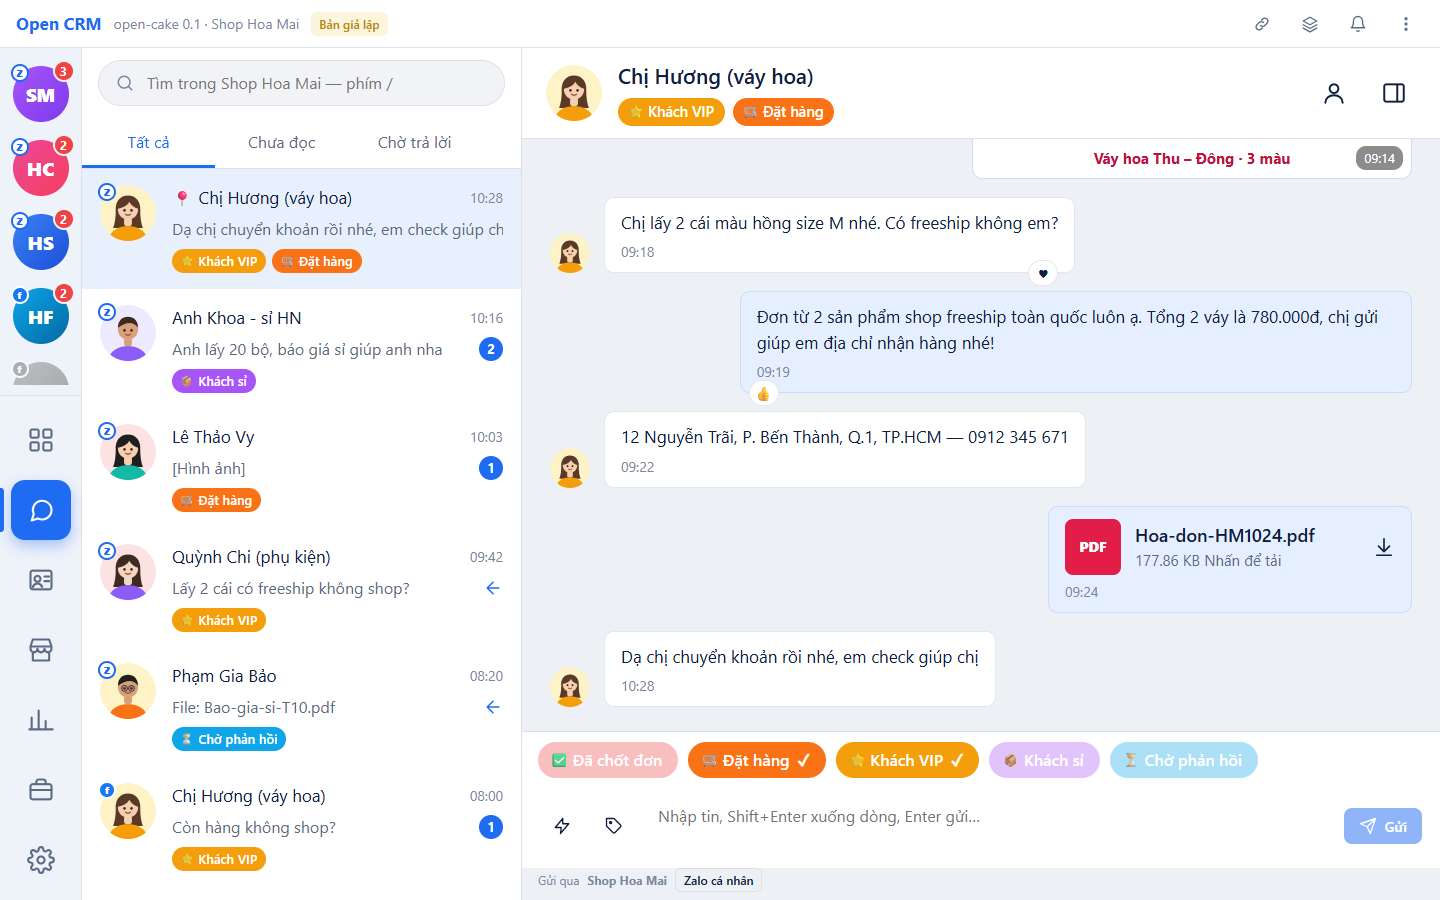 Open CRM open-cake 0.1 · Shop Hoa Mai Bản giả lập
SM 3
HC 2
HS 2
HF 2
Tìm trong Shop Hoa Mai — phím /
Tất cả Chưa đọc Chờ trả lời
Chị Hương (váy hoa) 10:28
Dạ chị chuyển khoản rồi nhé, em check giúp ch
Khách VIP Đặt hàng
Anh Khoa - sỉ HN 10:16
Anh lấy 20 bộ, báo giá sỉ giúp anh nha 2
Khách sỉ
Lê Thảo Vy 10:03
[Hình ảnh] 1
Đặt hàng
Quỳnh Chi (phụ kiện) 09:42
Lấy 2 cái có freeship không shop?
Khách VIP
Phạm Gia Bảo 08:20
File: Bao-gia-si-T10.pdf
Chờ phản hồi
Chị Hương (váy hoa) 08:00
Còn hàng không shop? 1
Khách VIP
Chị Hương (váy hoa)
Khách VIP Đặt hàng
Váy hoa Thu – Đông · 3 màu 09:14
Chị lấy 2 cái màu hồng size M nhé. Có freeship không em?
09:18
Đơn từ 2 sản phẩm shop freeship toàn quốc luôn ạ. Tổng 2 váy là 780.000đ, chị gửi
giúp em địa chỉ nhận hàng nhé!
09:19
12 Nguyễn Trãi, P. Bến Thành, Q.1, TP.HCM — 0912 345 671
09:22
PDF Hoa-don-HM1024.pdf
177.86 KB Nhấn để tải
09:24
Dạ chị chuyển khoản rồi nhé, em check giúp chị
10:28
Đã chốt đơn Đặt hàng ✓ Khách VIP ✓ Khách sỉ Chờ phản hồi
Nhập tin, Shift+Enter xuống dòng, Enter gửi... Gửi
Gửi qua Shop Hoa Mai Zalo cá nhân